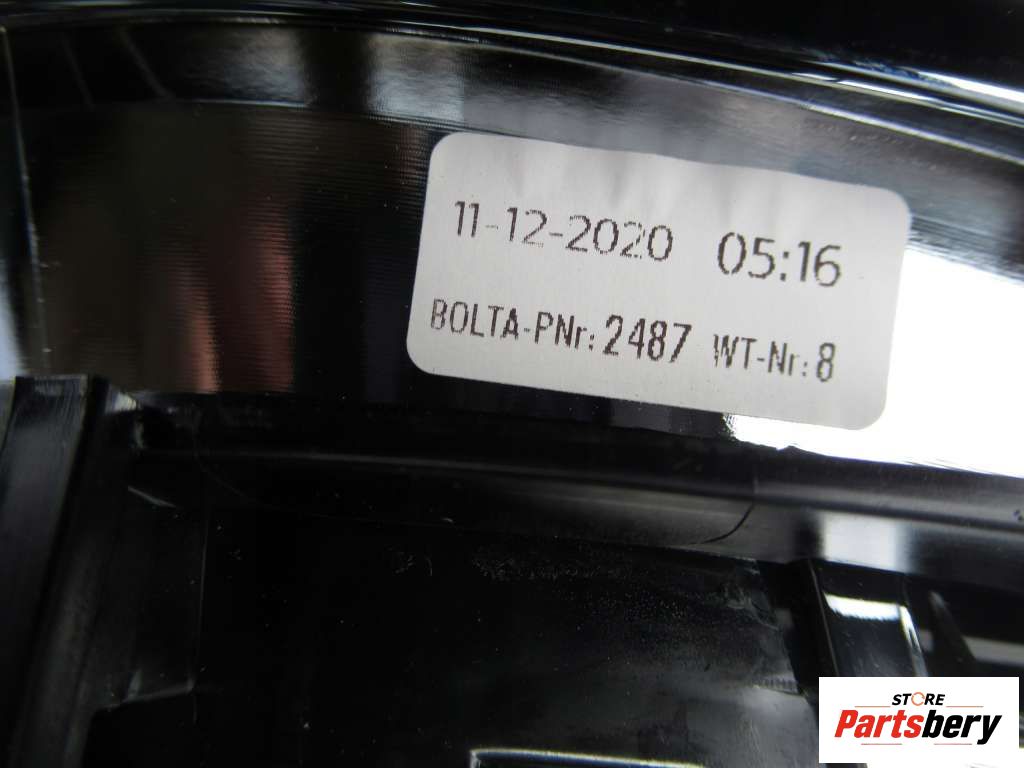 11-12-2020 05:16
BOLTA-PNr: 2487 WT-Nr: 8
STORE
Partsbery